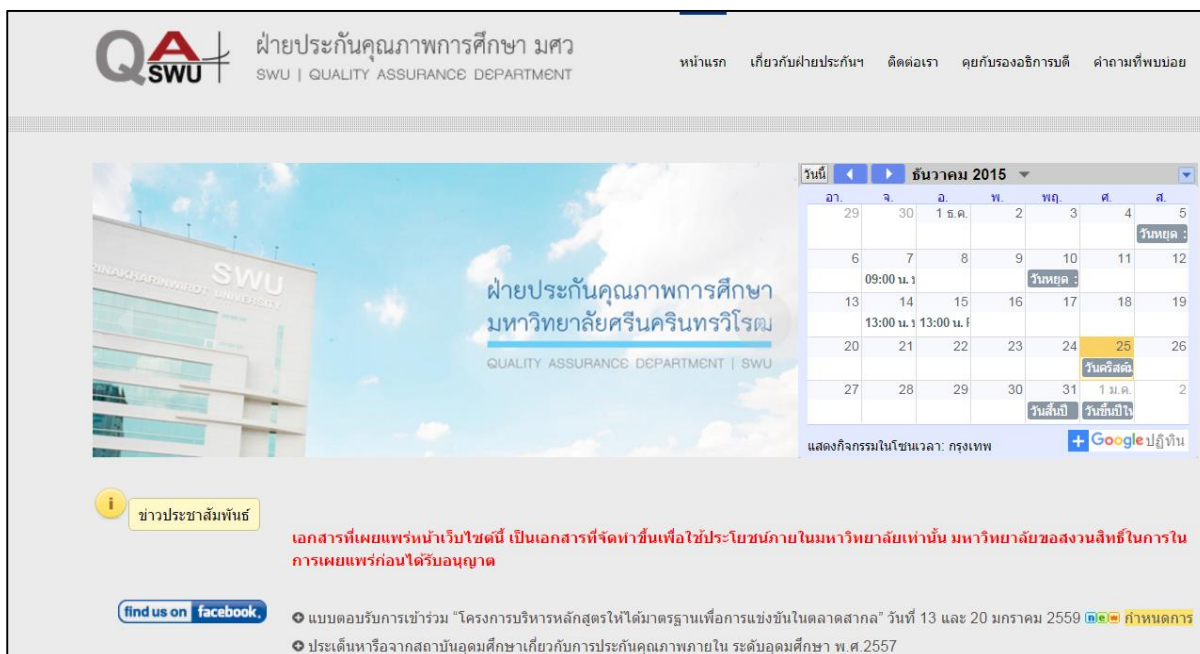 QA SWU
ฝ่ายประกันคุณภาพการศึกษา มศว
SWU | QUALITY ASSURANCE DEPARTMENT
หน้าแรก เกี่ยวกับฝ่ายประกันฯ ติดต่อเรา คุยกับรองอธิการบดี คำถามที่พบบ่อย
SWU
ฝ่ายประกันคุณภาพการศึกษา
มหาวิทยาลัยศรีนครินทรวิโรฒ
QUALITY ASSURANCE DEPARTMENT | SWU
วันนี้ ธันวาคม 2015
อา. จ. อ. พ. พฤ. ศ. ส.
29 30 1 ธ.ค. 2 3 4 5
วันหยุด :
6 7 8 9 10 11 12
09:00 น. วันหยุด :
13 14 15 16 17 18 19
13:00 น. 13:00 น.
20 21 22 23 24 25 26
27 28 29 30 31 1 ม.ค. 2
วันสิ้นปี
แสดงกิจกรรมในโซนเวลา: กรุงเทพ
+ Google ปฏิทิน
i ข่าวประชาสัมพันธ์
เอกสารที่เผยแพร่หน้าเว็บไซต์นี้ เป็นเอกสารที่จัดทำขึ้นเพื่อใช้ประโยชน์ภายในมหาวิทยาลัยเท่านั้น มหาวิทยาลัยขอสงวนสิทธิ์ในการใน
การเผยแพร่ก่อนได้รับอนุญาต
find us on facebook.
แบบตอบรับการเข้าร่วม “โครงการบริหารหลักสูตรให้ได้มาตรฐานเพื่อการแข่งขันในตลาดสากล” วันที่ 13 และ 20 มกราคม 2559 new กำหนดการ
ประเด็นหารือจากสถาบันอุดมศึกษาเกี่ยวกับการประกันคุณภาพภายใน ระดับอุดมศึกษา พ.ศ.2557